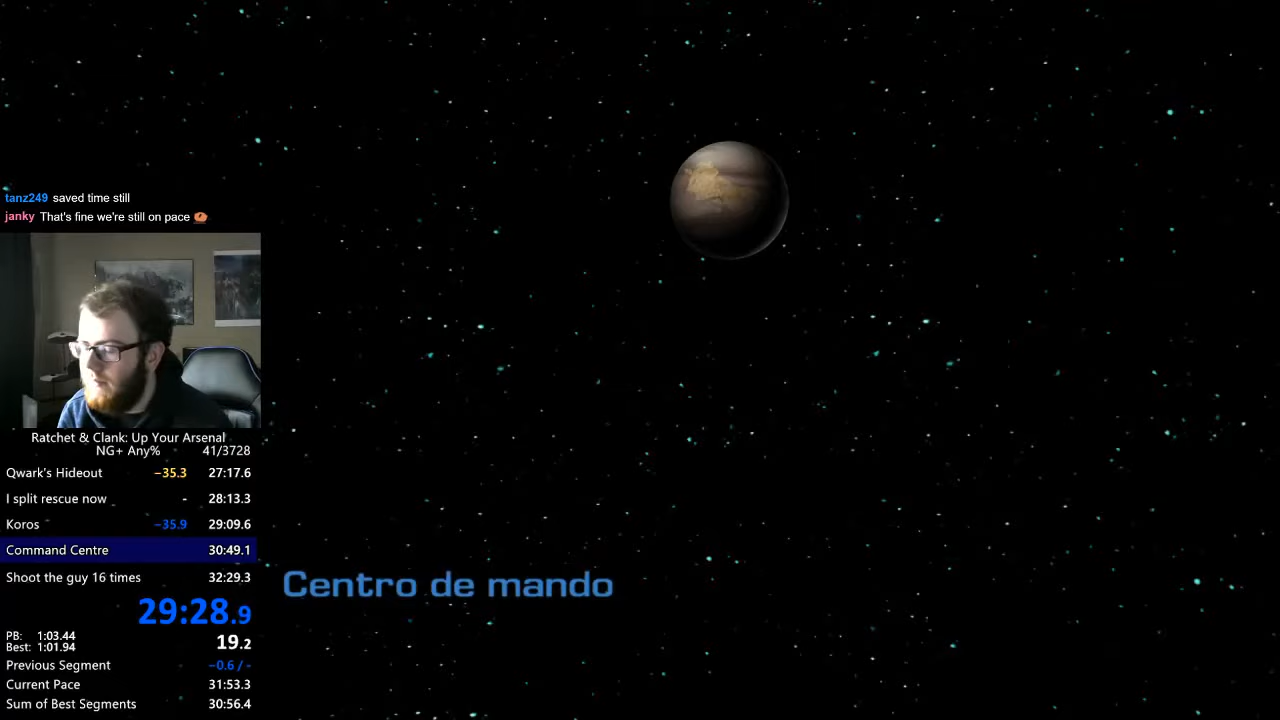 tanz249 saved time still
janky That's fine we're still on pace
Ratchet & Clank: Up Your Arsenal
NG+ Any% 41/3728
Qwark's Hideout −35.3 27:17.6
I split rescue now - 28:13.3
Koros −35.9 29:09.6
Command Centre 30:49.1
Shoot the guy 16 times 32:29.3
29:28.9
PB: 1:03.44
Best: 1:01.94
19.2
Previous Segment −0.6 / -
Current Pace 31:53.3
Sum of Best Segments 30:56.4
Centro de mando